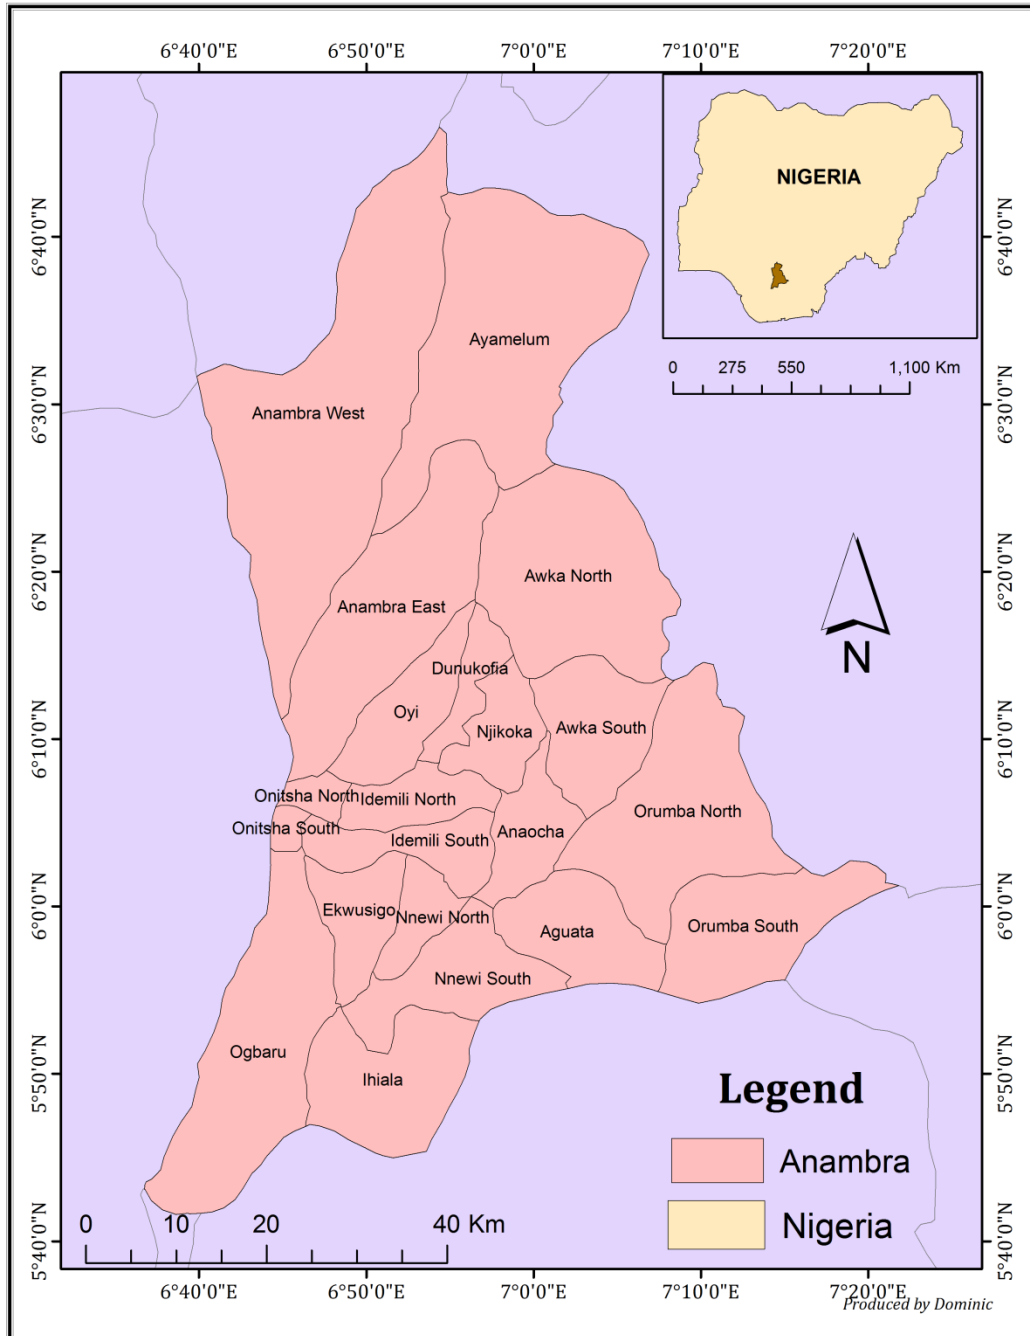 6°40'0"E 6°50'0"E 7°0'0"E 7°10'0"E 7°20'0"E
NIGERIA
6°40'0"N 6°40'0"N
Ayamelum
0 275 550 1,100 Km
6°30'0"N 6°30'0"N
Anambra West
6°20'0"N 6°20'0"N
Awka North
Anambra East
N
Dunukofia
Oyi
Njikoka
Awka South
6°10'0"N 6°10'0"N
Onitsha North
Idemili North
Orumba North
Onitsha South
Idemili South
Anaocha
6°0'0"N 6°0'0"N
Ekwusigo
Nnewi North
Aguata
Orumba South
Nnewi South
Ogbaru
5°50'0"N 5°50'0"N
Ihiala
Legend
Anambra
Nigeria
0 10 20 40 Km
5°40'0"N 5°40'0"N
6°40'0"E 6°50'0"E 7°0'0"E 7°10'0"E 7°20'0"E
Produced by Dominic